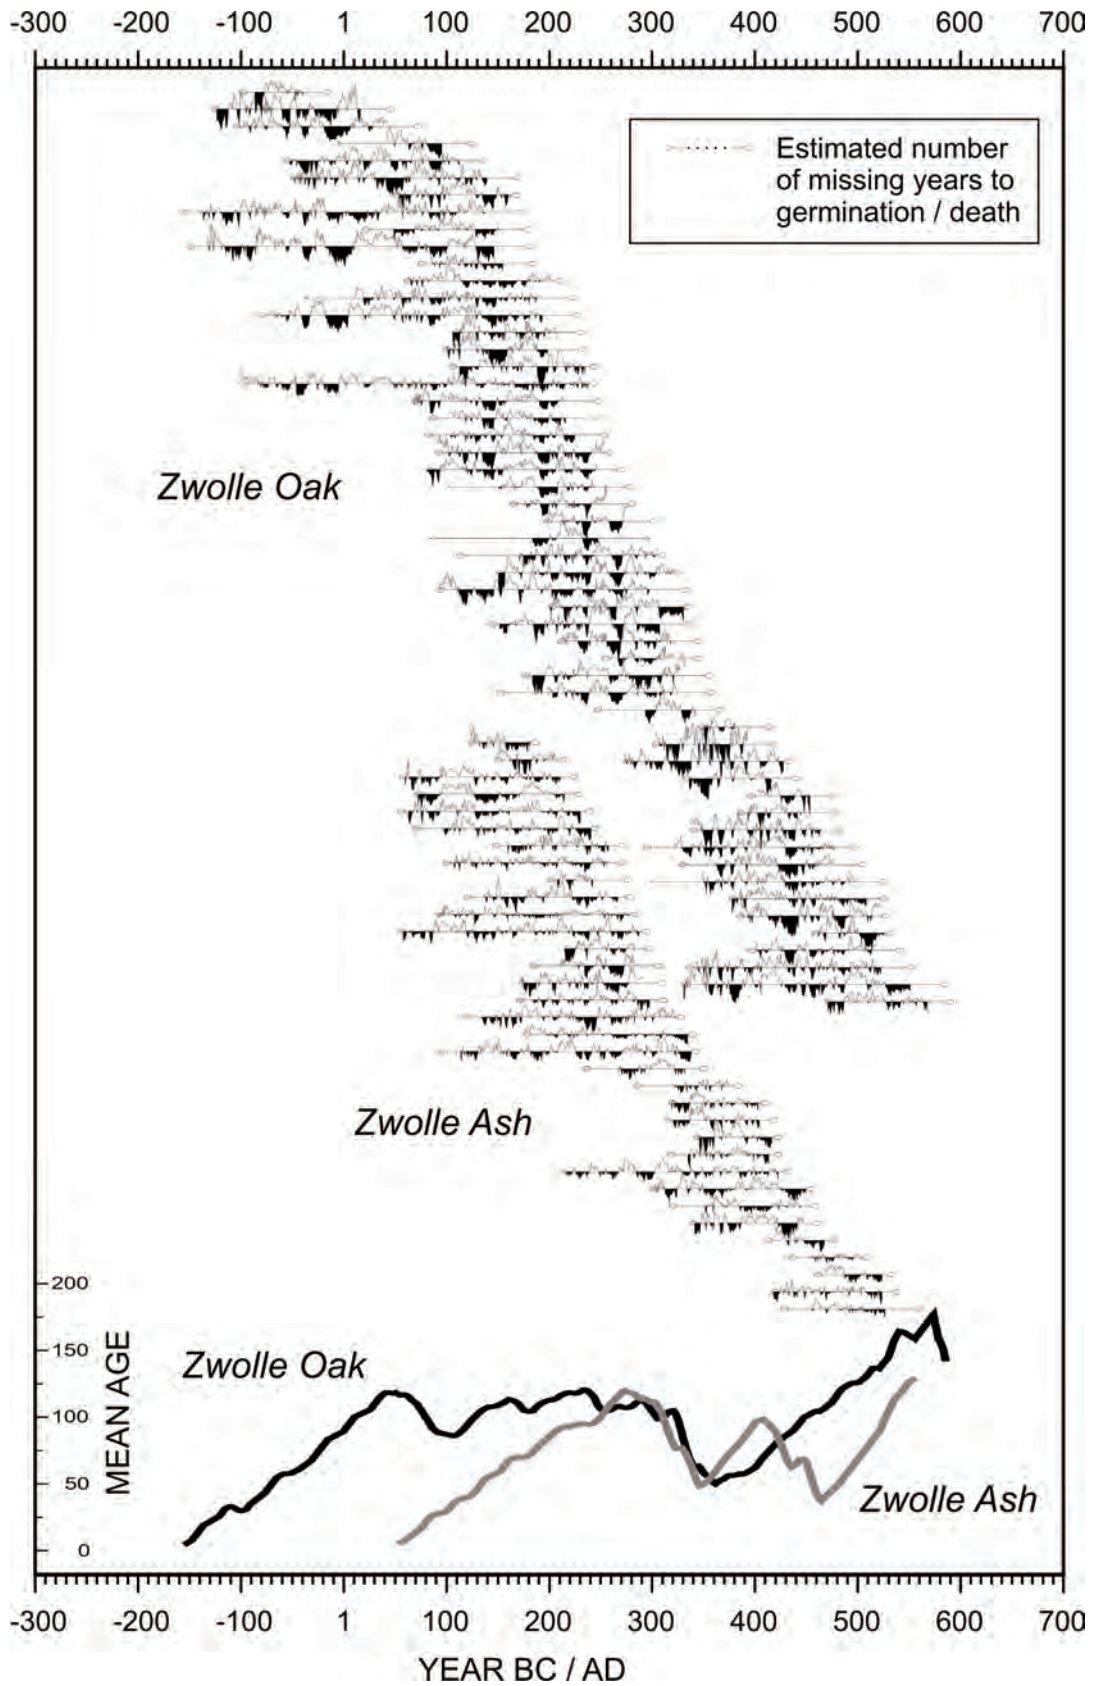 -300 -200 -100 1 100 200 300 400 500 600 700
Estimated number
of missing years to
germination / death
Zwolle Oak
Zwolle Ash
200
150
100
50
0
MEAN AGE
Zwolle Oak
Zwolle Ash
-300 -200 -100 1 100 200 300 400 500 600 700
YEAR BC / AD